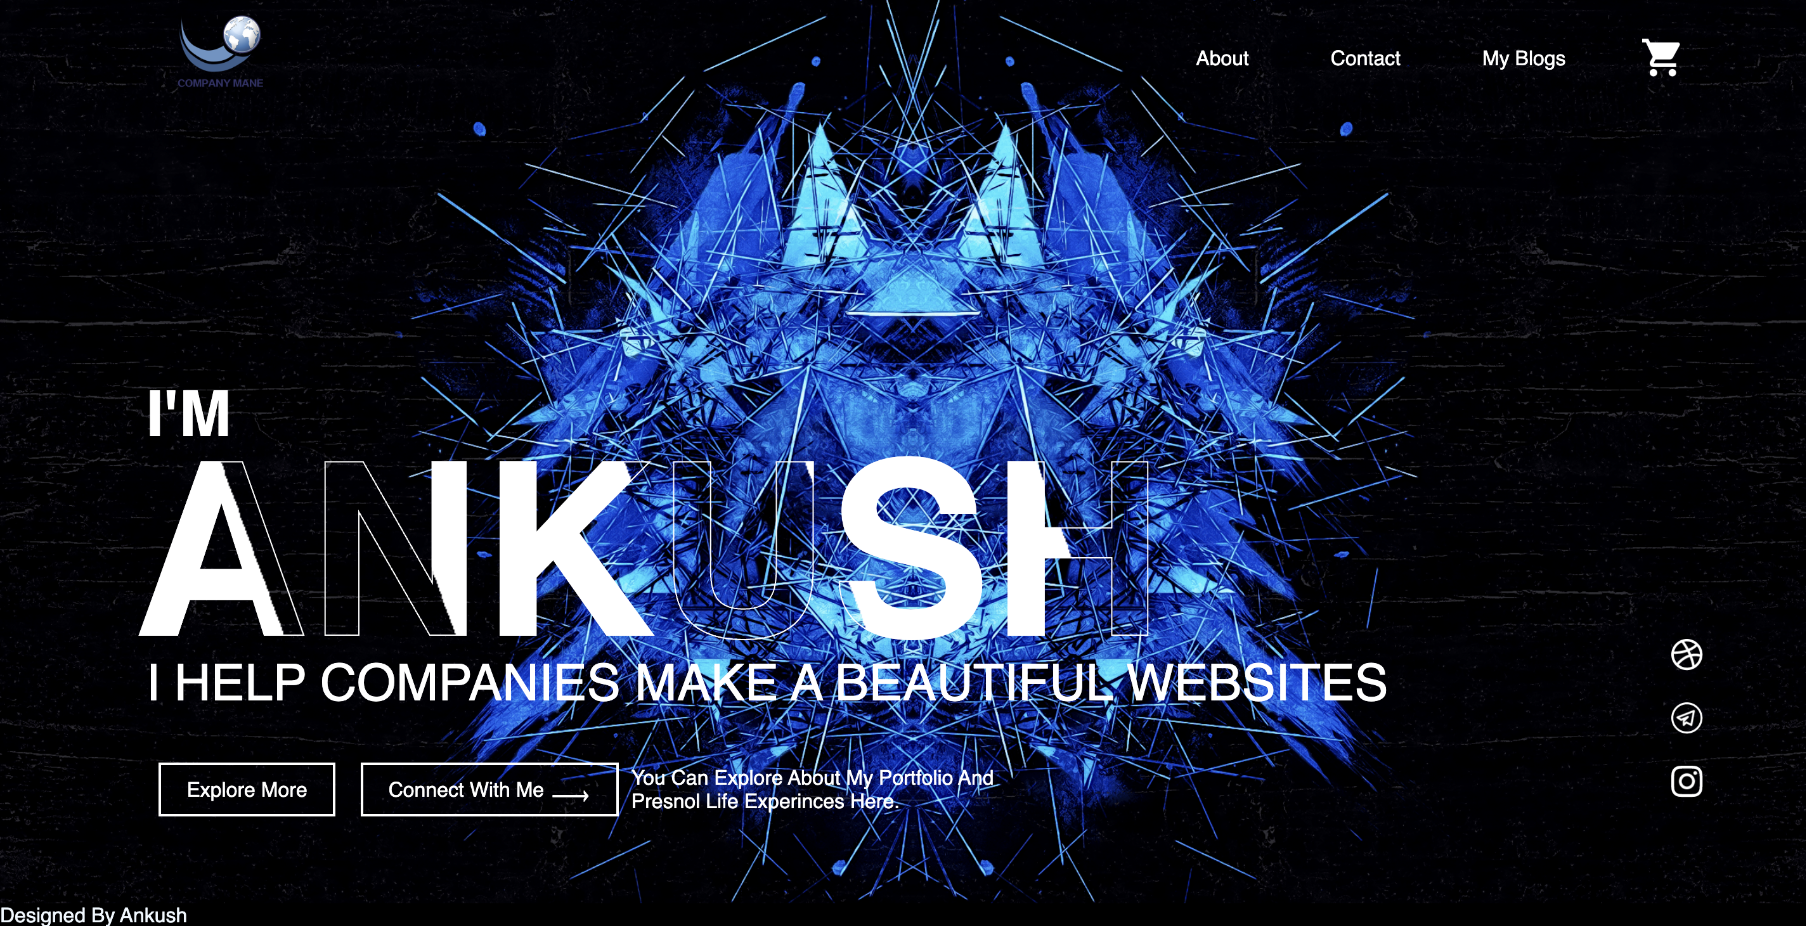 COMPANY MANE
About
Contact
My Blogs
I'M
ANKUSH
I HELP COMPANIES MAKE A BEAUTIFUL WEBSITES
Explore More
Connect With Me
You Can Explore About My Portfolio And
Presnol Life Experinces Here.
Designed By Ankush